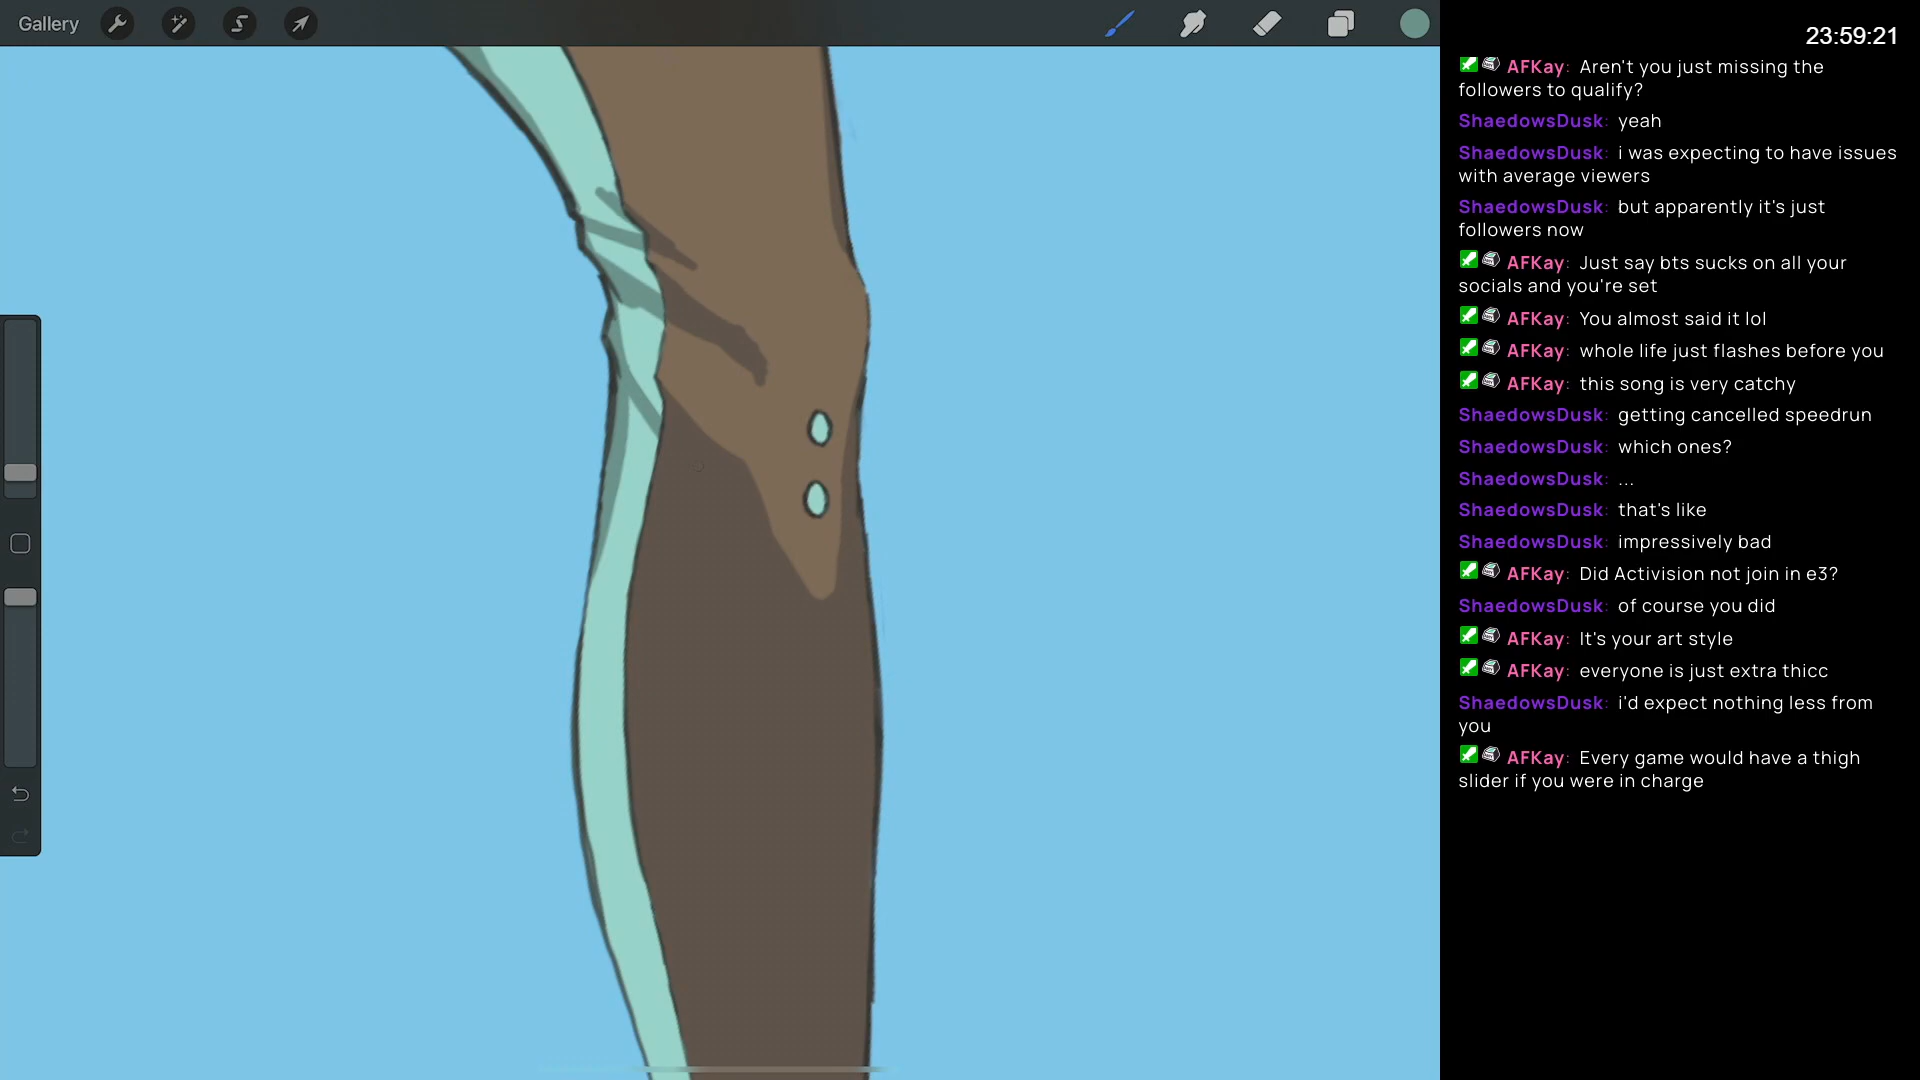 Gallery
23:59:21
AFKay: Aren't you just missing the
followers to qualify?
ShaedowsDusk: yeah
ShaedowsDusk: i was expecting to have issues
with average viewers
ShaedowsDusk: but apparently it's just
followers now
AFKay: Just say bts sucks on all your
socials and you're set
AFKay: You almost said it lol
AFKay: whole life just flashes before you
AFKay: this song is very catchy
ShaedowsDusk: getting cancelled speedrun
ShaedowsDusk: which ones?
ShaedowsDusk: ...
ShaedowsDusk: that's like
ShaedowsDusk: impressively bad
AFKay: Did Activision not join in e3?
ShaedowsDusk: of course you did
AFKay: It's your art style
AFKay: everyone is just extra thicc
ShaedowsDusk: i'd expect nothing less from
you
AFKay: Every game would have a thigh
slider if you were in charge